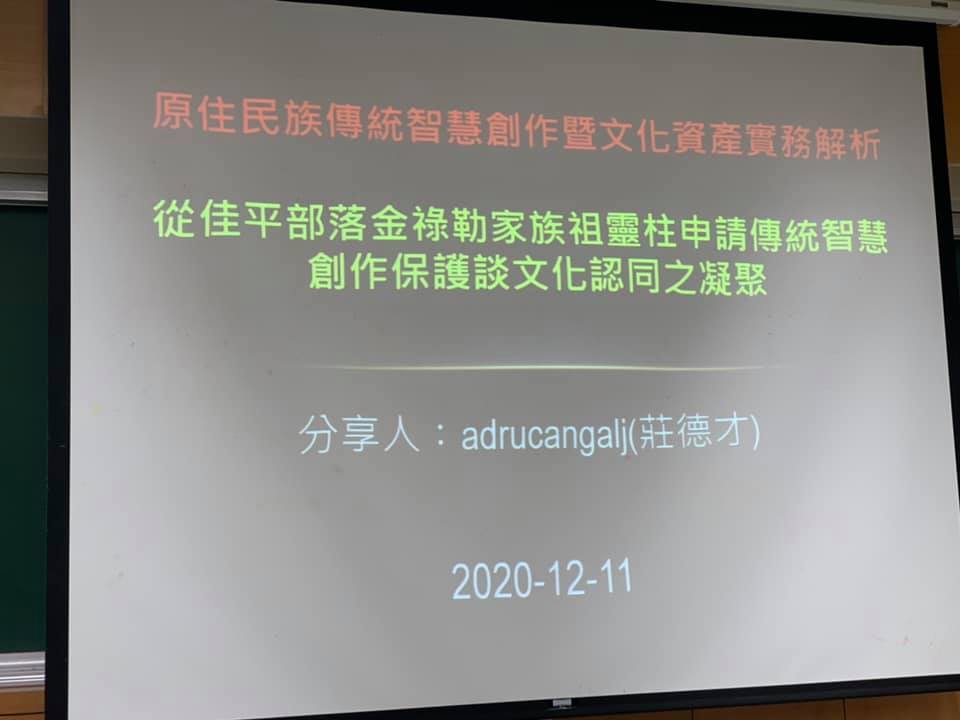 原住民族傳統智慧創作暨文化資產實務解析
從佳平部落金祿勒家族祖靈柱申請傳統智慧
創作保護談文化認同之凝聚
分享人：adrucangalj(莊德才)
2020-12-11